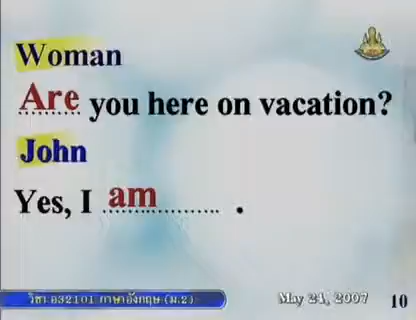 Woman
Are you here on vacation?
John
Yes, I am .
วิชา อ32101 ภาษาอังกฤษ (ม.2)
May 24, 2007
10